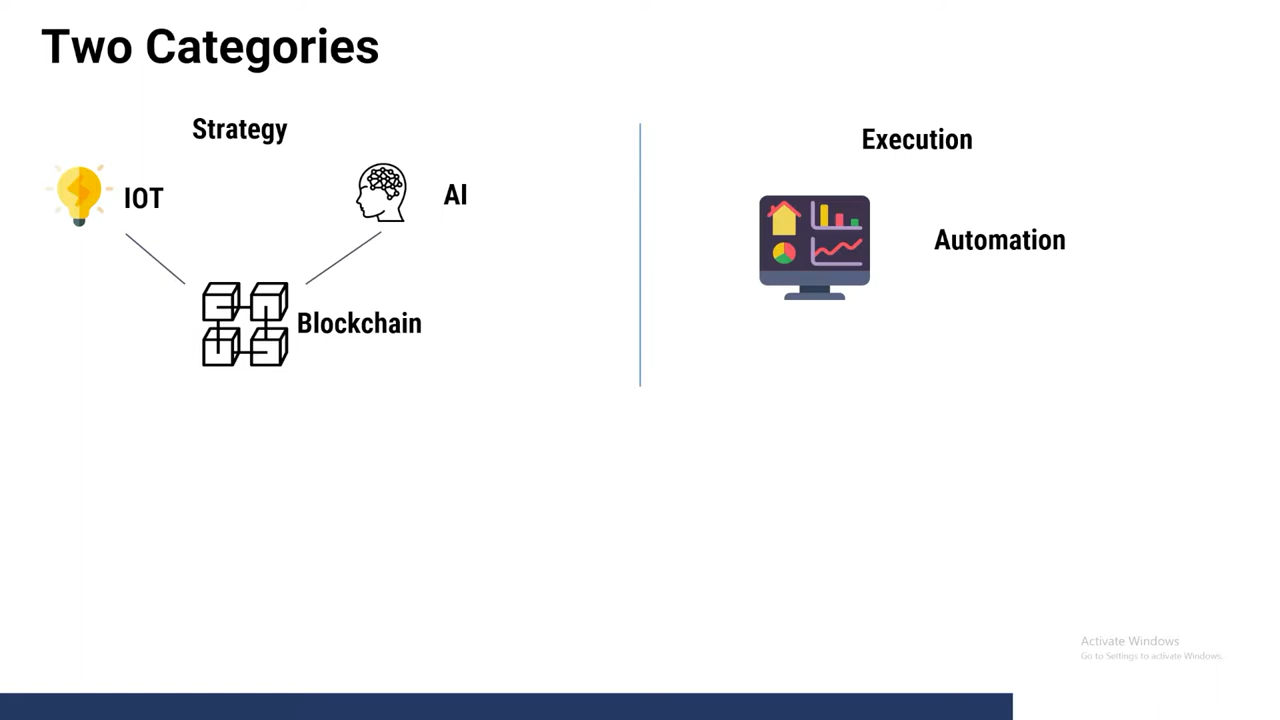 Two Categories
Strategy
IOT
AI
Blockchain
Execution
Automation
Activate Windows
Go to Settings to activate Windows.